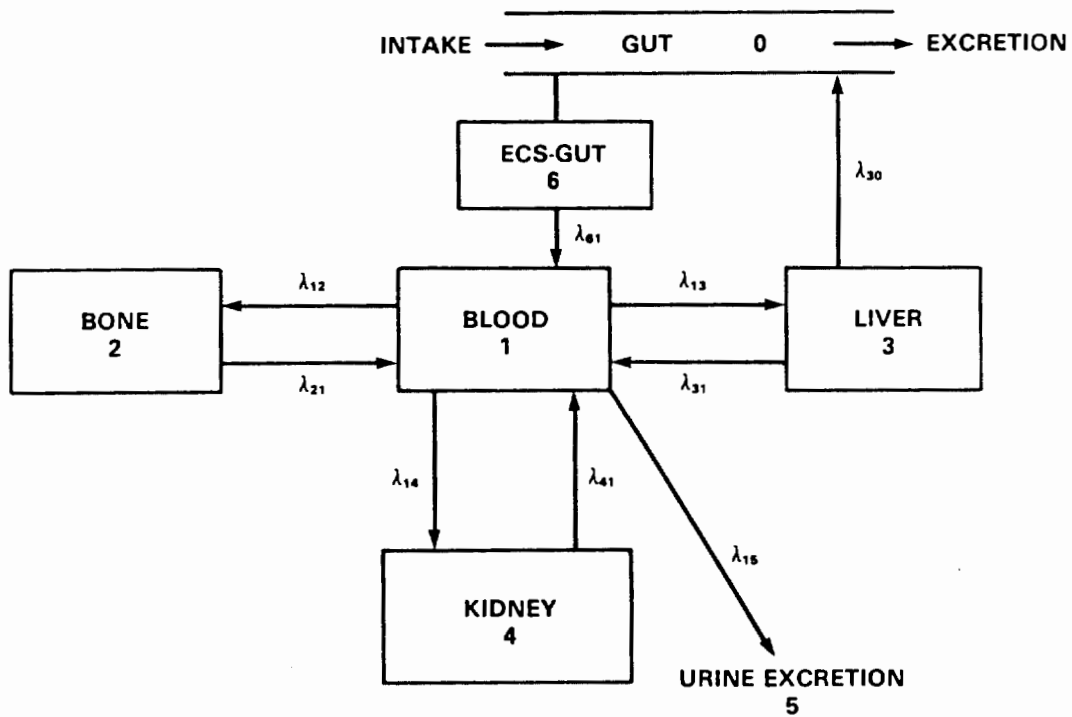 INTAKE GUT 0 EXCRETION
ECS-GUT
6
λ30
λ61
BONE
2
λ12
λ21
BLOOD
1
λ13
λ31
LIVER
3
λ14
λ41
λ15
KIDNEY
4
URINE EXCRETION
5